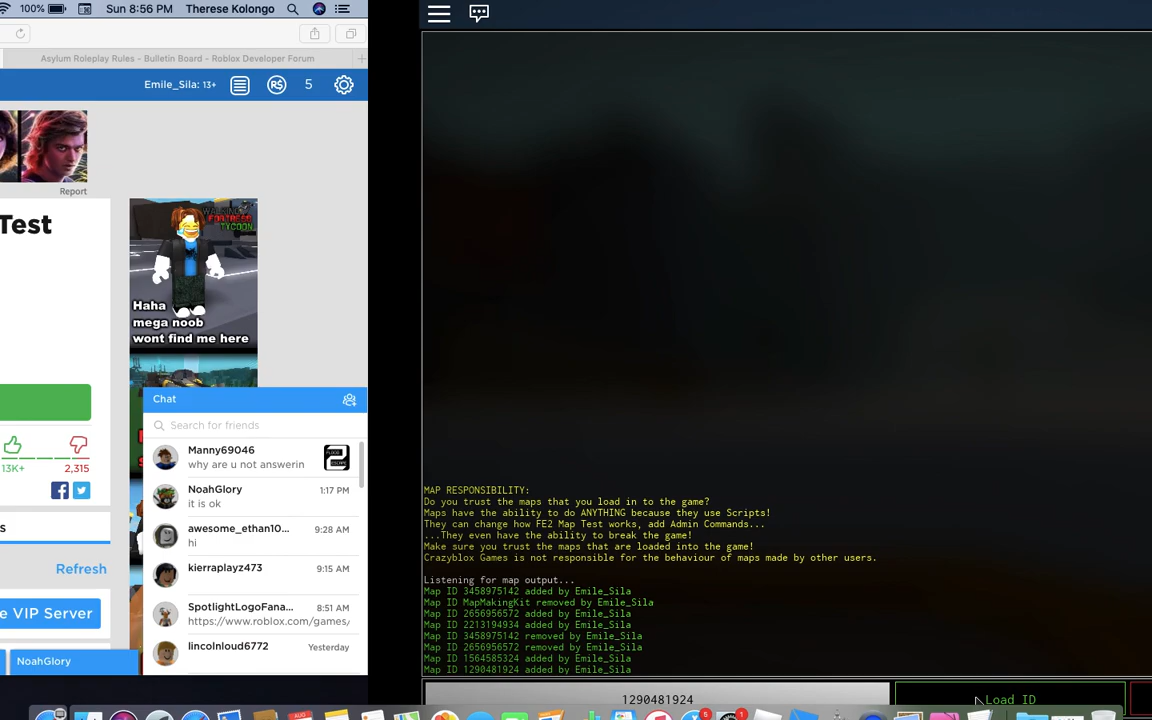 100% Sun 8:56 PM Therese Kolongo
Asylum Roleplay Rules – Bulletin Board - Roblox Developer Forum
Emile_Sila: 13+ R$ 5
Report
Test
WALKING
FORTRESS
TYCOON
Haha
mega noob
wont find me here
13K+ 2,315
Refresh
e VIP Server
NoahGlory
Chat
Search for friends
Manny69046
why are u not answerin
NoahGlory 1:17 PM
it is ok
awesome_ethan10... 9:28 AM
hi
kierraplayz473 9:15 AM
SpotlightLogoFana... 8:51 AM
https://www.roblox.com/games/
lincolnloud6772 Yesterday
MAP RESPONSIBILITY:
Do you trust the maps that you load in to the game?
Maps have the ability to do ANYTHING because they use Scripts!
They can change how FE2 Map Test works, add Admin Commands...
...They even have the ability to break the game!
Make sure you trust the maps that are loaded into the game!
Crazyblox Games is not responsible for the behaviour of maps made by other users.
Listening for map output...
Map ID 3458975142 added by Emile_Sila
Map ID MapMakingKit removed by Emile_Sila
Map ID 2656956572 added by Emile_Sila
Map ID 2213194934 added by Emile_Sila
Map ID 3458975142 removed by Emile_Sila
Map ID 2656956572 removed by Emile_Sila
Map ID 1564585324 added by Emile_Sila
Map ID 1290481924 added by Emile_Sila
1290481924 Load ID